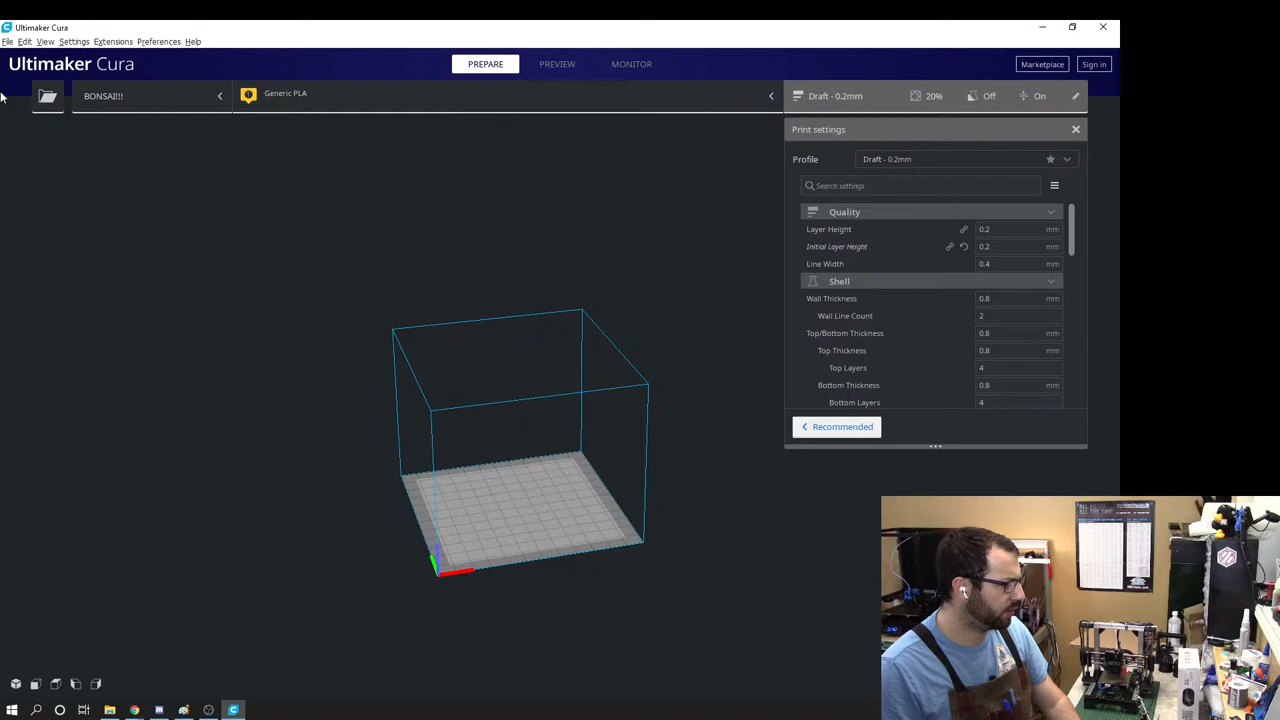 Ultimaker Cura
File Edit View Settings Extensions Preferences Help
Ultimaker Cura
PREPARE
PREVIEW
MONITOR
Marketplace
Sign in
BONSAI!!!
Generic PLA
Draft - 0.2mm
20%
Off
On
Print settings
Profile
Draft - 0.2mm
Search settings
Quality
Layer Height 0.2 mm
Initial Layer Height 0.2 mm
Line Width 0.4 mm
Shell
Wall Thickness 0.8 mm
Wall Line Count 2
Top/Bottom Thickness 0.8 mm
Top Thickness 0.8 mm
Top Layers 4
Bottom Thickness 0.8 mm
Bottom Layers 4
Recommended